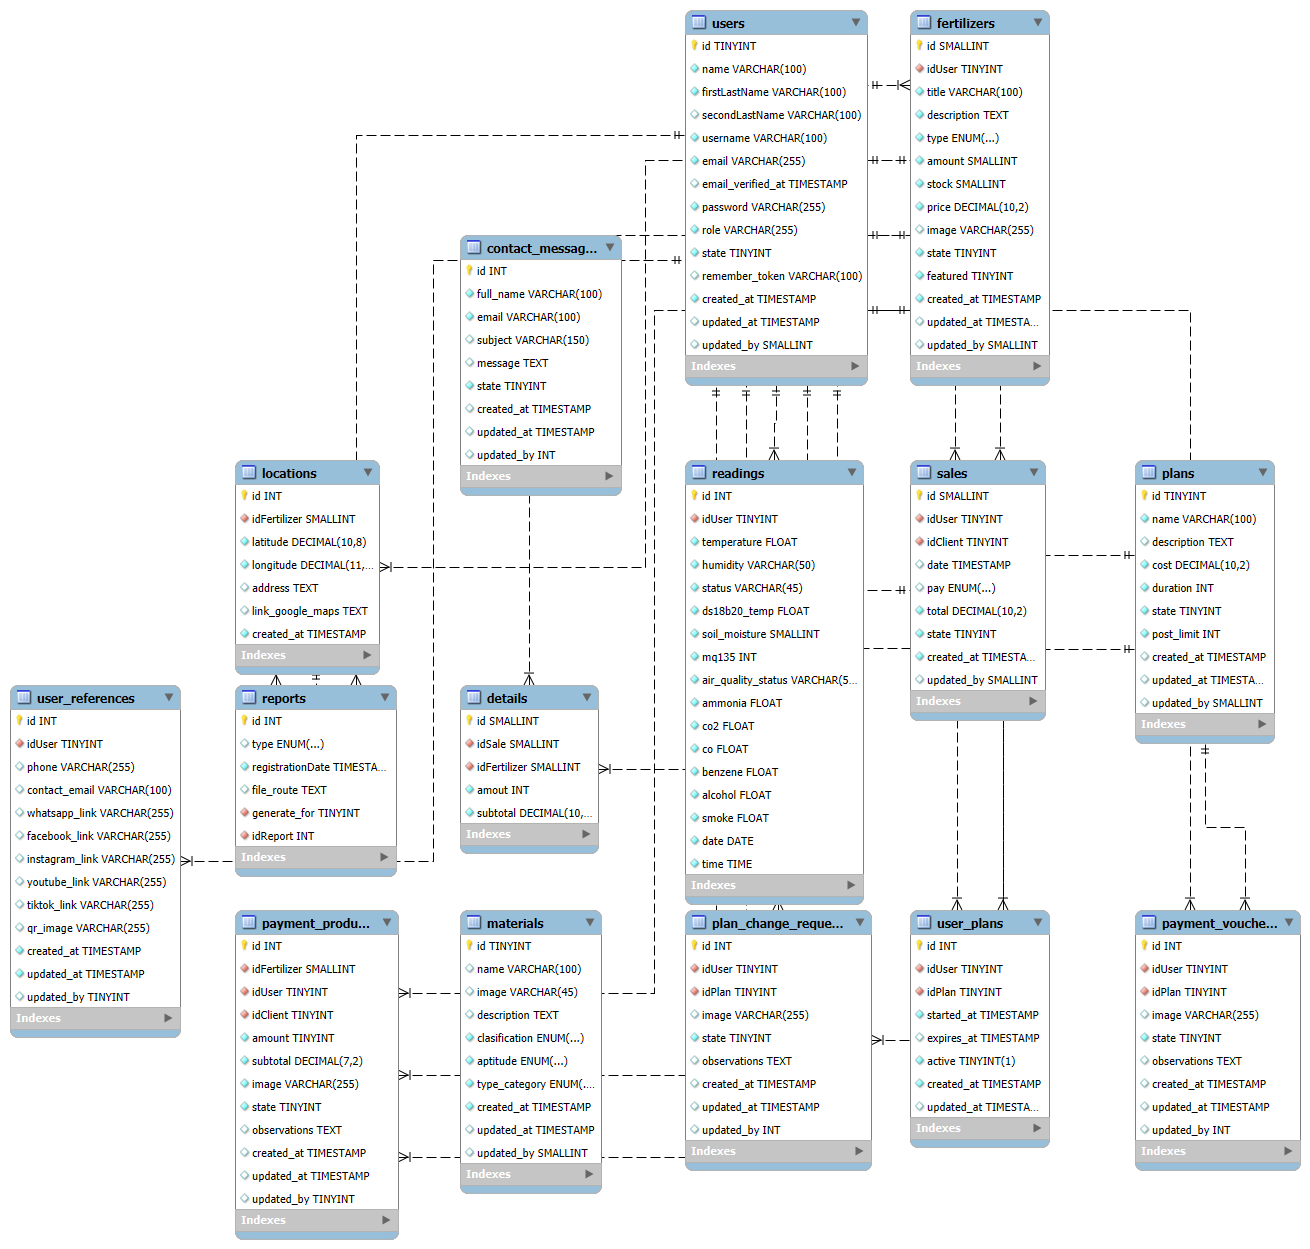 users
id TINYINT
name VARCHAR(100)
firstLastName VARCHAR(100)
secondLastName VARCHAR(100)
username VARCHAR(100)
email VARCHAR(255)
email_verified_at TIMESTAMP
password VARCHAR(255)
role VARCHAR(255)
state TINYINT
remember_token VARCHAR(100)
created_at TIMESTAMP
updated_at TIMESTAMP
updated_by SMALLINT
Indexes
fertilizers
id SMALLINT
idUser TINYINT
title VARCHAR(100)
description TEXT
type ENUM(...)
amount SMALLINT
stock SMALLINT
price DECIMAL(10,2)
image VARCHAR(255)
state TINYINT
featured TINYINT
created_at TIMESTAMP
updated_at TIMESTA...
updated_by SMALLINT
Indexes
contact_messag...
id INT
full_name VARCHAR(100)
email VARCHAR(100)
subject VARCHAR(150)
message TEXT
state TINYINT
created_at TIMESTAMP
updated_at TIMESTAMP
updated_by INT
Indexes
locations
id INT
idFertilizer SMALLINT
latitude DECIMAL(10,8)
longitude DECIMAL(11,...
address TEXT
link_google_maps TEXT
created_at TIMESTAMP
Indexes
readings
id INT
idUser TINYINT
temperature FLOAT
humidity VARCHAR(50)
status VARCHAR(45)
ds18b20_temp FLOAT
soil_moisture SMALLINT
mq135 INT
air_quality_status VARCHAR(5...
ammonia FLOAT
co2 FLOAT
co FLOAT
benzene FLOAT
alcohol FLOAT
smoke FLOAT
date DATE
time TIME
Indexes
sales
id SMALLINT
idUser TINYINT
idClient TINYINT
date TIMESTAMP
pay ENUM(...)
total DECIMAL(10,2)
state TINYINT
created_at TIMESTA...
updated_by SMALLINT
Indexes
plans
id TINYINT
name VARCHAR(100)
description TEXT
cost DECIMAL(10,2)
duration INT
state TINYINT
post_limit INT
created_at TIMESTAMP
updated_at TIMESTA...
updated_by SMALLINT
Indexes
user_references
id INT
idUser TINYINT
phone VARCHAR(255)
contact_email VARCHAR(100)
whatsapp_link VARCHAR(255)
facebook_link VARCHAR(255)
instagram_link VARCHAR(255)
youtube_link VARCHAR(255)
tiktok_link VARCHAR(255)
qr_image VARCHAR(255)
created_at TIMESTAMP
updated_at TIMESTAMP
updated_by TINYINT
Indexes
reports
id INT
type ENUM(...)
registrationDate TIMESTA...
file_route TEXT
generate_for TINYINT
idReport INT
Indexes
details
id SMALLINT
idSale SMALLINT
idFertilizer SMALLINT
amout INT
subtotal DECIMAL(10,...
Indexes
payment_produ...
id INT
idFertilizer SMALLINT
idUser TINYINT
idClient TINYINT
amount TINYINT
subtotal DECIMAL(7,2)
image VARCHAR(255)
state TINYINT
observations TEXT
created_at TIMESTAMP
updated_at TIMESTAMP
updated_by TINYINT
Indexes
materials
id TINYINT
name VARCHAR(100)
image VARCHAR(45)
description TEXT
clasification ENUM(...)
aptitude ENUM(...)
type_category ENUM(....
created_at TIMESTAMP
updated_at TIMESTAMP
updated_by SMALLINT
Indexes
plan_change_reque...
id INT
idUser TINYINT
idPlan TINYINT
image VARCHAR(255)
state TINYINT
observations TEXT
created_at TIMESTAMP
updated_at TIMESTAMP
updated_by INT
Indexes
user_plans
id INT
idUser TINYINT
idPlan TINYINT
started_at TIMESTAMP
expires_at TIMESTAMP
active TINYINT(1)
created_at TIMESTAMP
updated_at TIMESTA...
Indexes
payment_vouche...
id INT
idUser TINYINT
idPlan TINYINT
image VARCHAR(255)
state TINYINT
observations TEXT
created_at TIMESTAMP
updated_at TIMESTAMP
updated_by INT
Indexes